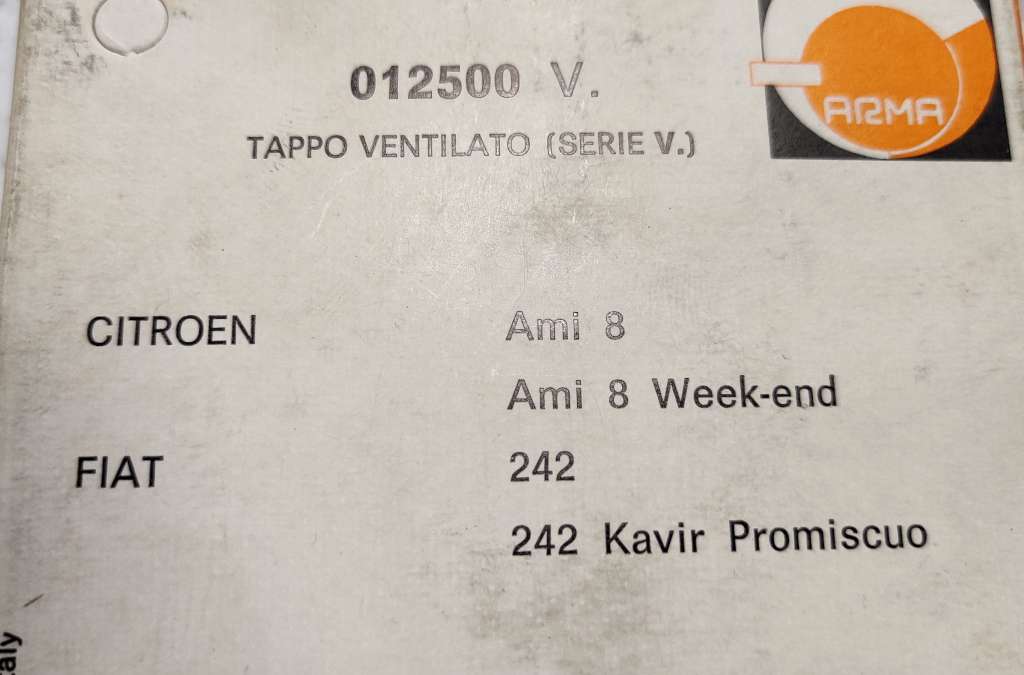 012500 V.
TAPPO VENTILATO (SERIE V.)
ARMA
CITROEN Ami 8
Ami 8 Week-end
FIAT 242
242 Kavir Promiscuo